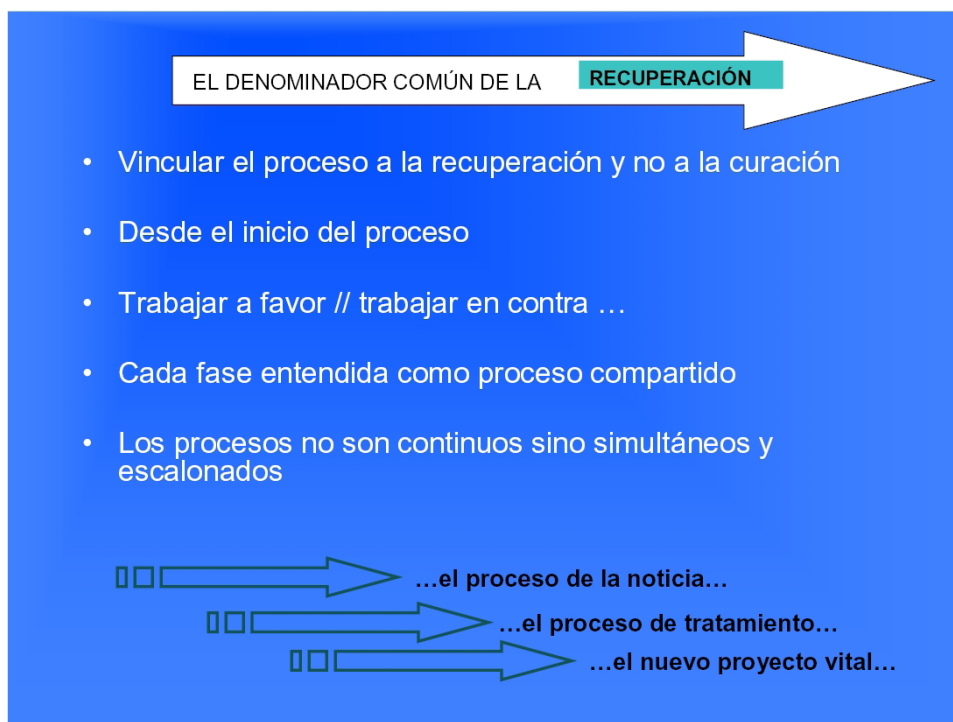 EL DENOMINADOR COMÚN DE LA RECUPERACIÓN
• Vincular el proceso a la recuperación y no a la curación
• Desde el inicio del proceso
• Trabajar a favor // trabajar en contra …
• Cada fase entendida como proceso compartido
• Los procesos no son continuos sino simultáneos y
escalonados
…el proceso de la noticia…
…el proceso de tratamiento…
…el nuevo proyecto vital…